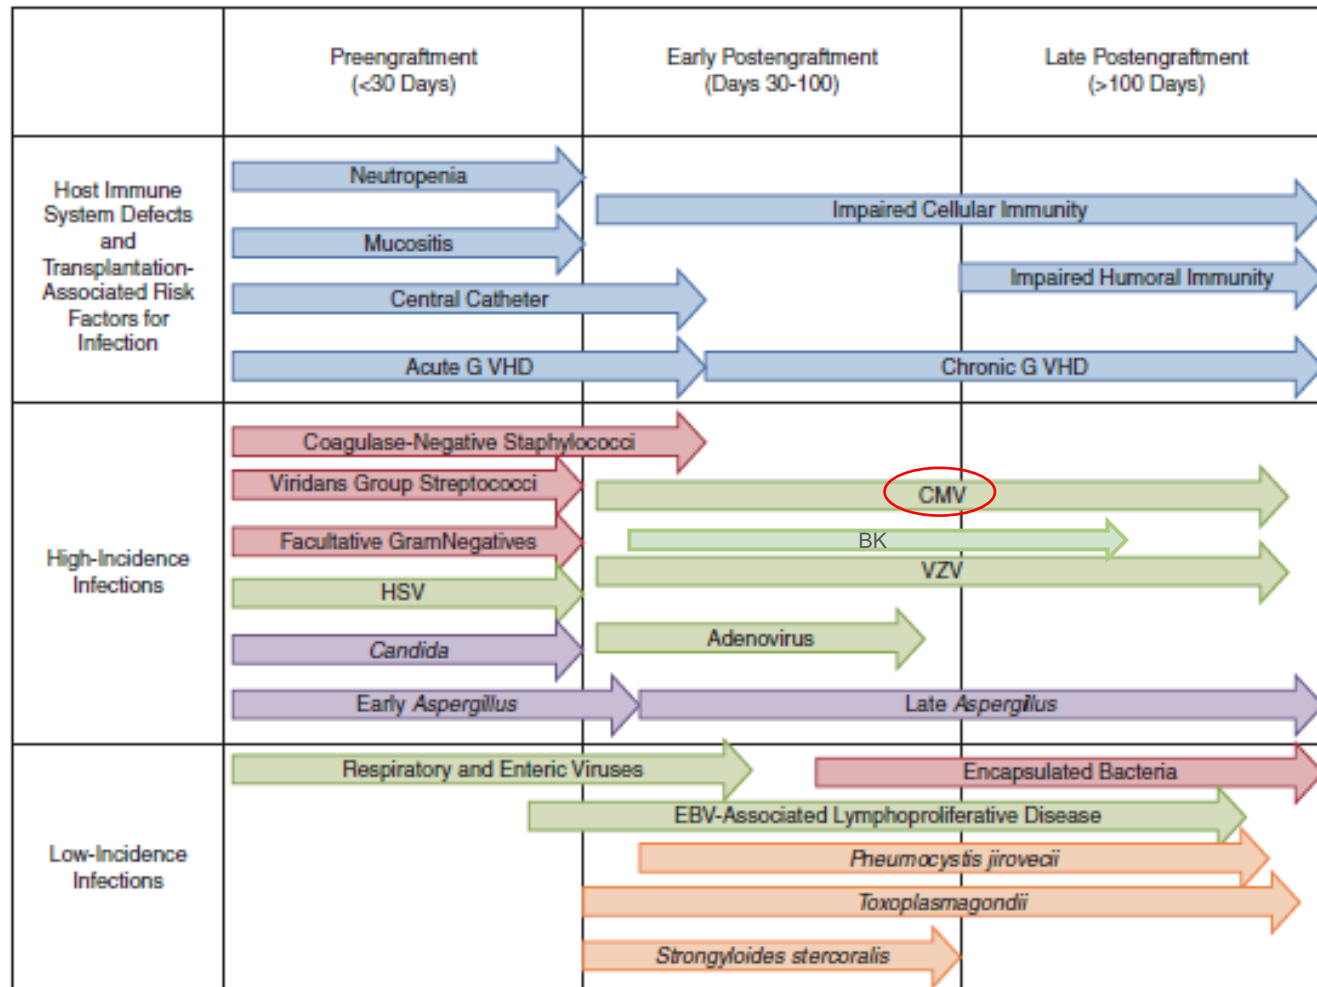 Preengraftment
(<30 Days)
Early Postengraftment
(Days 30-100)
Late Postengraftment
(>100 Days)
Host Immune
System Defects
and
Transplantation-
Associated Risk
Factors for
Infection
Neutropenia
Impaired Cellular Immunity
Mucositis
Impaired Humoral Immunity
Central Catheter
Acute G VHD
Chronic G VHD
High-Incidence
Infections
Coagulase-Negative Staphylococci
Viridans Group Streptococci
CMV
Facultative GramNegatives
BK
VZV
HSV
Adenovirus
Candida
Early Aspergillus
Late Aspergillus
Low-Incidence
Infections
Respiratory and Enteric Viruses
Encapsulated Bacteria
EBV-Associated Lymphoproliferative Disease
Pneumocystis jirovecii
Toxoplasmagondii
Strongyloides stercoralis